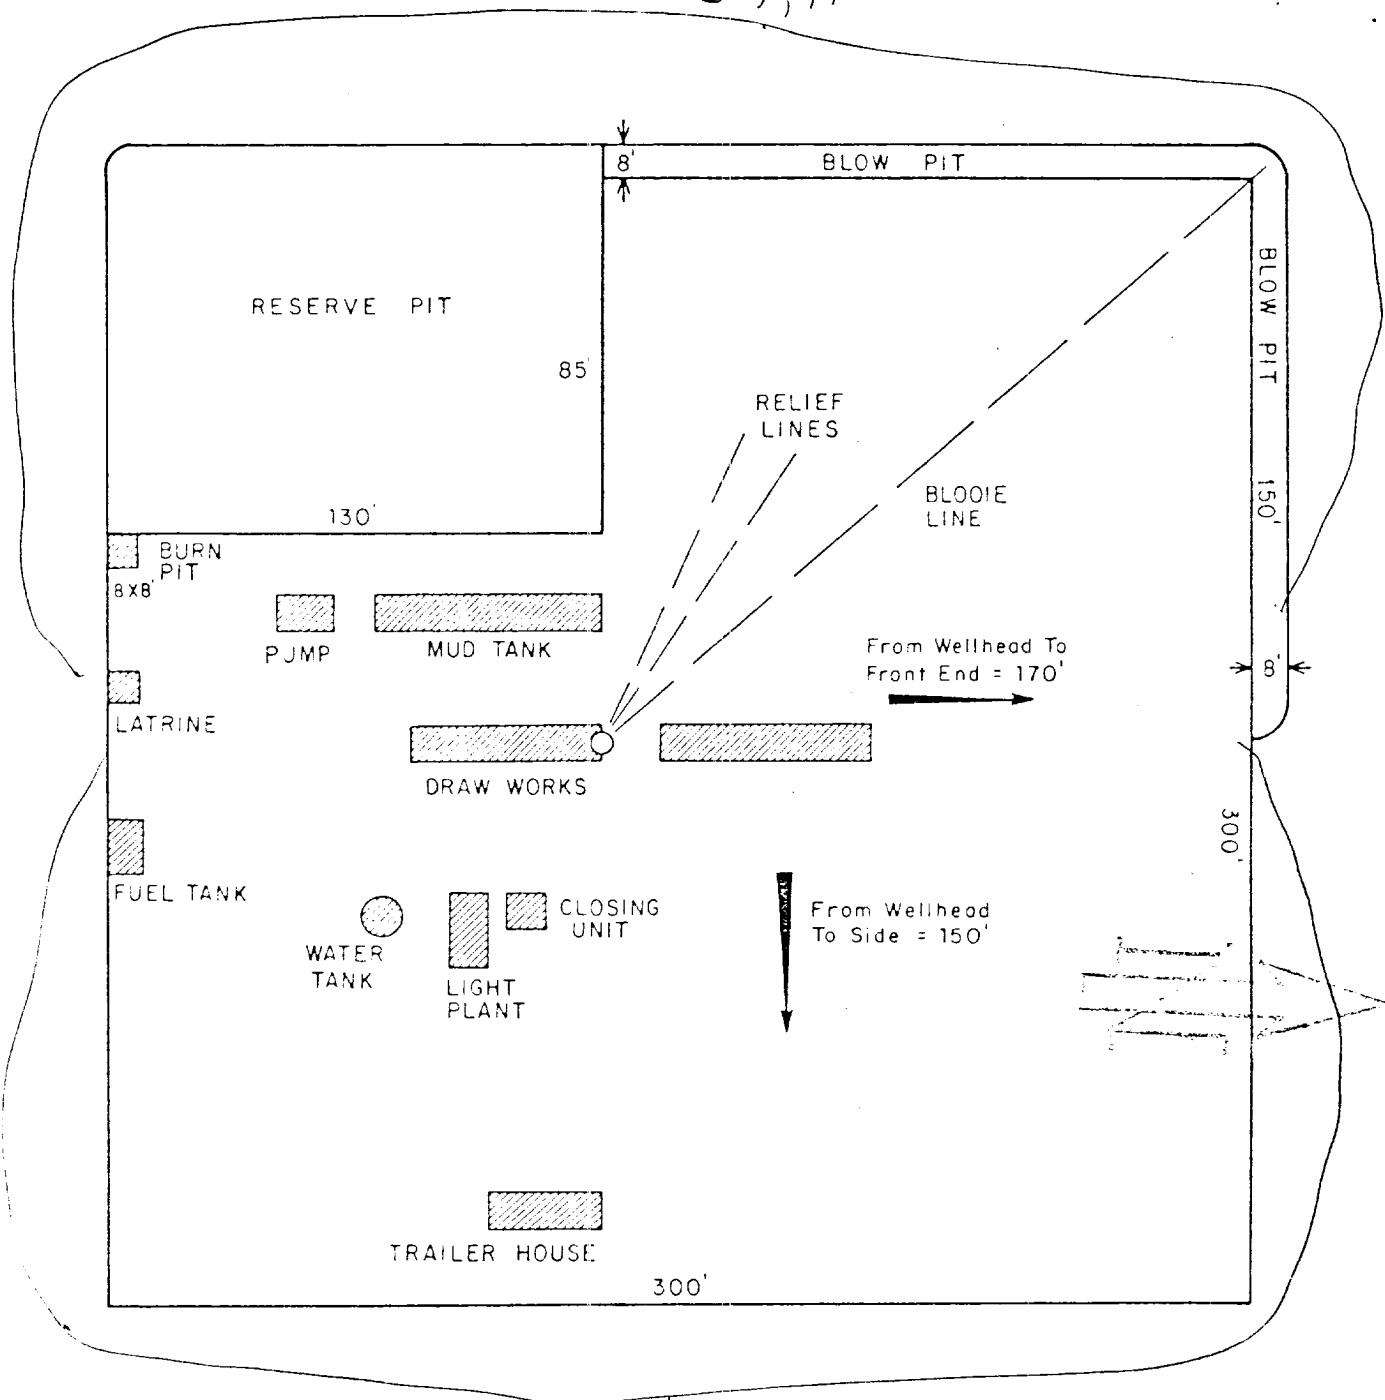 8'
BLOW PIT
BLOW PIT
RESERVE PIT
85'
RELIEF
LINES
130'
BLOOIE
LINE
150'
BURN
PIT
8X8'
PUMP
MUD TANK
From Wellhead To
Front End = 170'
8'
LATRINE
DRAW WORKS
300'
FUEL TANK
CLOSING
UNIT
From Wellhead
To Side = 150'
WATER
TANK
LIGHT
PLANT
TRAILER HOUSE
300'